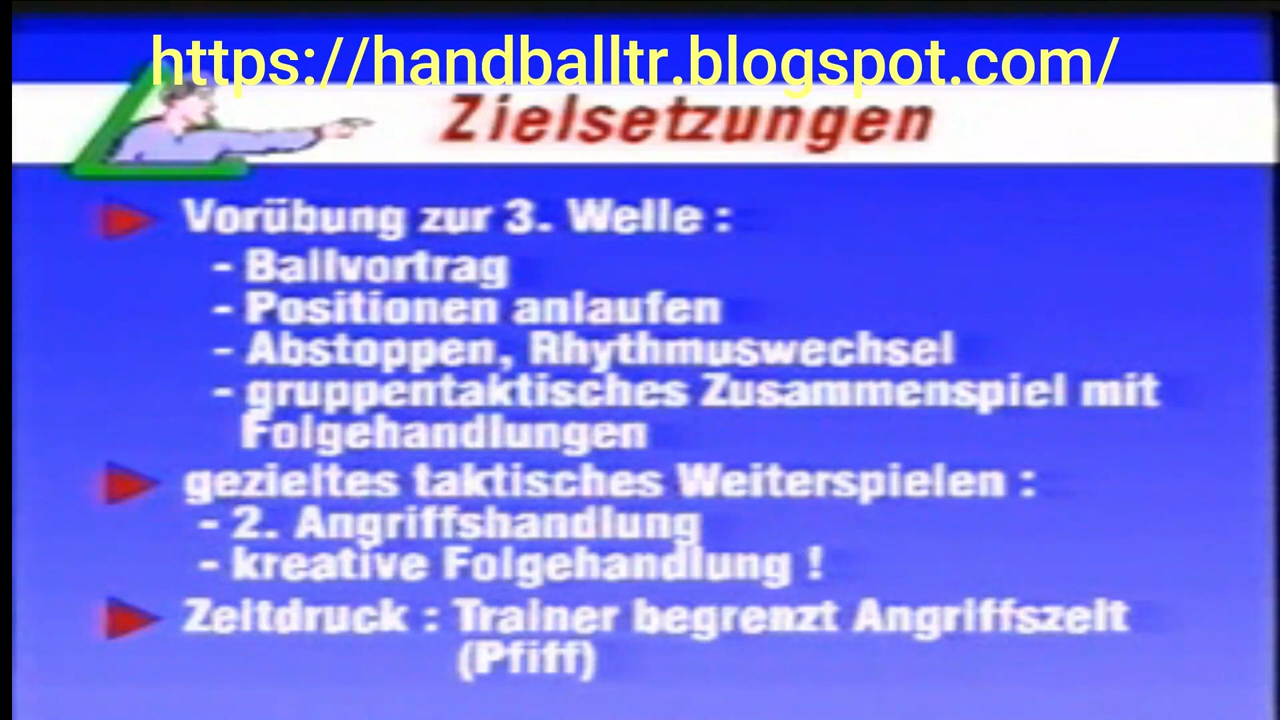 https://handballtr.blogspot.com/
Zielsetzungen
Vorübung zur 3. Welle :
- Ballvortrag
- Positionen anlaufen
- Abstoppen, Rhythmuswechsel
- gruppentaktisches Zusammenspiel mit
Folgehandlungen
gezieltes taktisches Weiterspielen :
- 2. Angriffshandlung
- kreative Folgehandlung !
Zeitdruck : Trainer begrenzt Angriffszeit
(Pfiff)